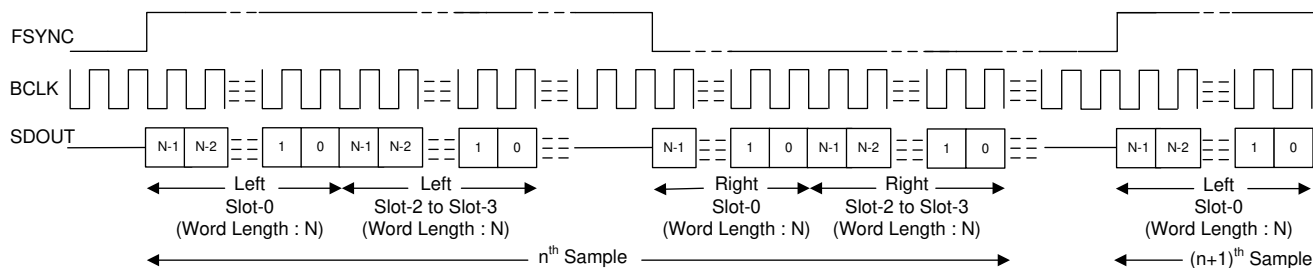 FSYNC
BCLK
SDOUT
N-1 N-2 1 0 N-1 N-2 1 0 N-1 1 0 N-1 N-2 1 0 N-1 N-2 1 0
Left Left Right Right Left
Slot-0 Slot-2 to Slot-3 Slot-0 Slot-2 to Slot-3 Slot-0
(Word Length : N) (Word Length : N) (Word Length : N) (Word Length : N) (Word Length : N)
nth Sample (n+1)th Sample